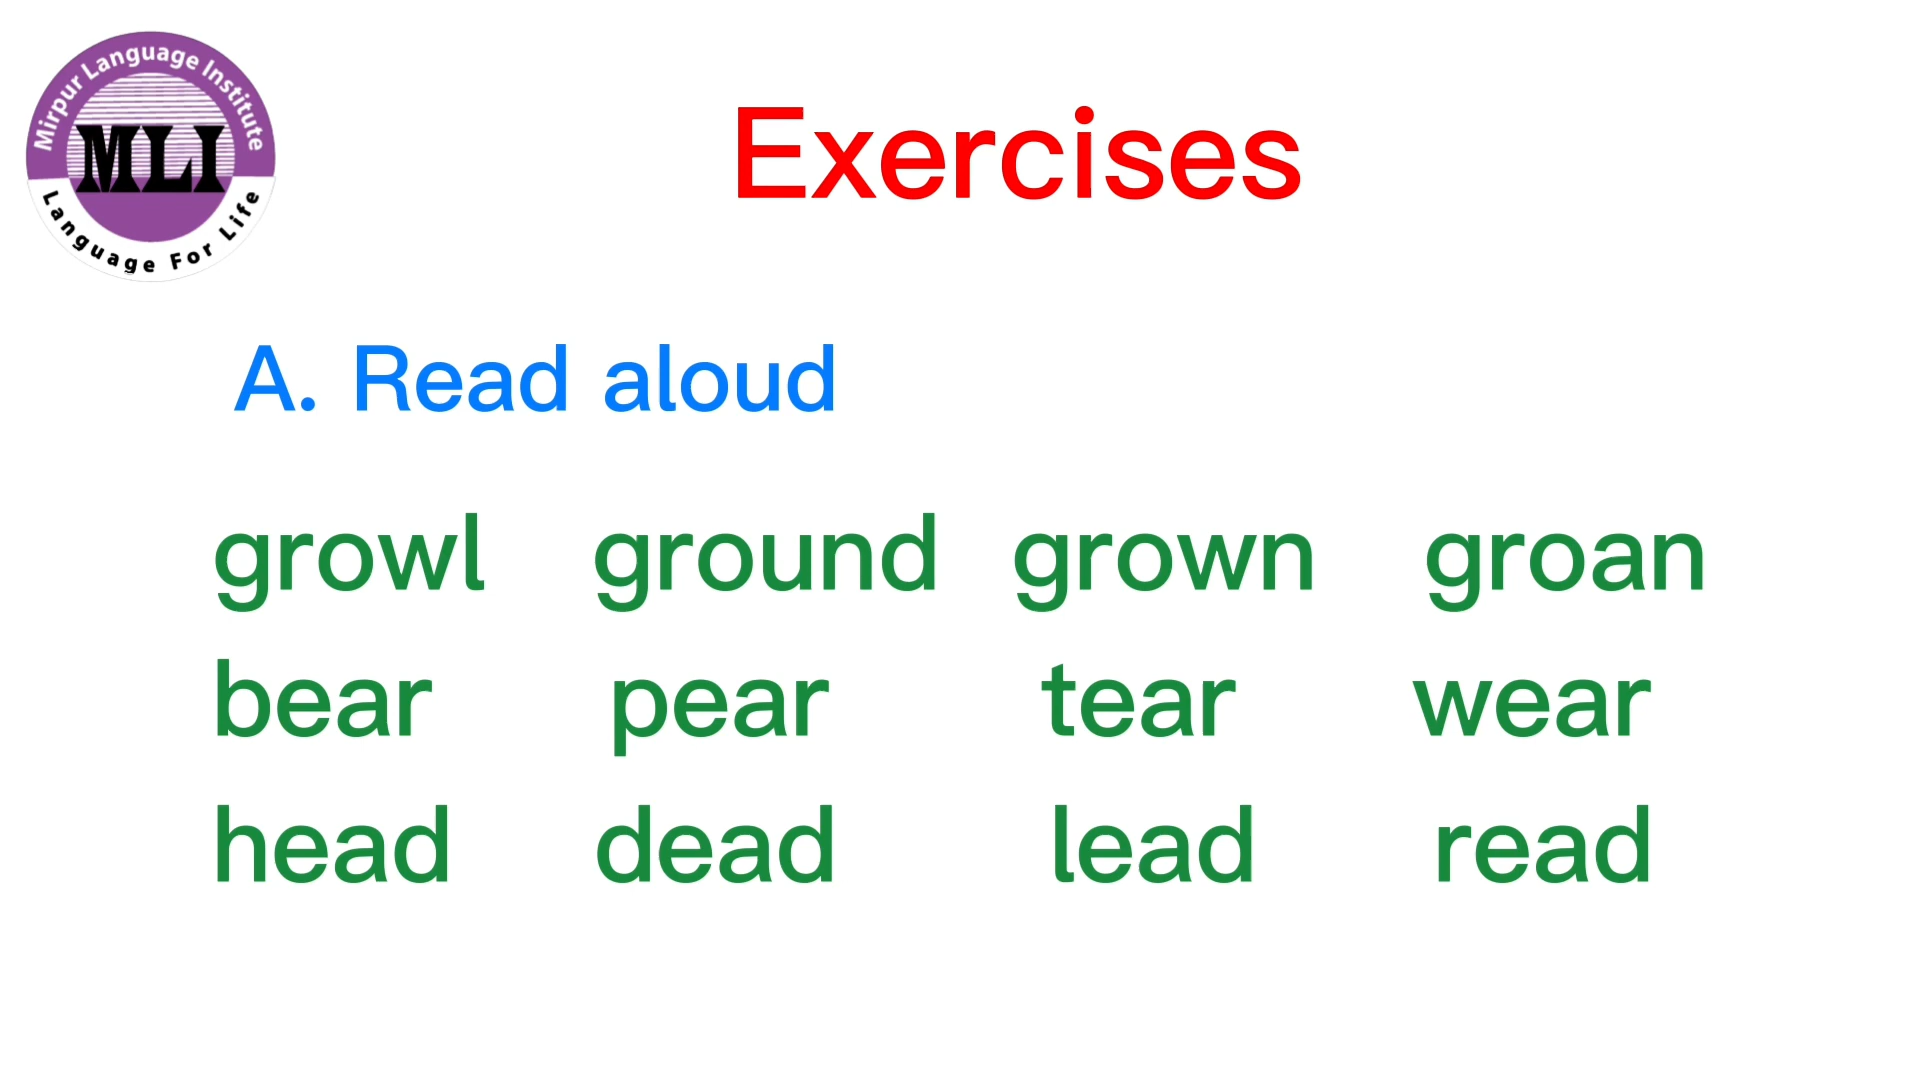 Mirpur Language Institute
MLI
Language For Life
Exercises
A. Read aloud
growl ground grown groan
bear pear tear wear
head dead lead read